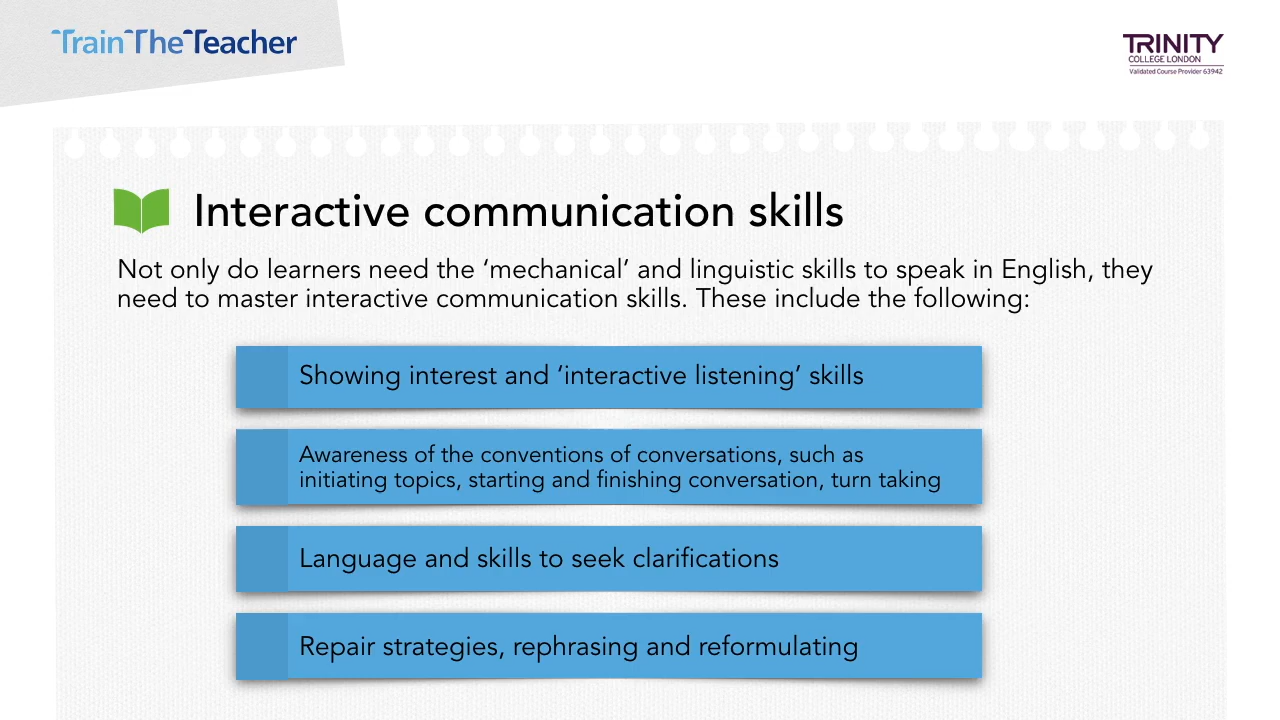 TrainTheTeacher
TRINITY
COLLEGE LONDON
Validated Course Provider 63942
Interactive communication skills
Not only do learners need the ‘mechanical’ and linguistic skills to speak in English, they
need to master interactive communication skills. These include the following:
Showing interest and ‘interactive listening’ skills
Awareness of the conventions of conversations, such as
initiating topics, starting and finishing conversation, turn taking
Language and skills to seek clarifications
Repair strategies, rephrasing and reformulating